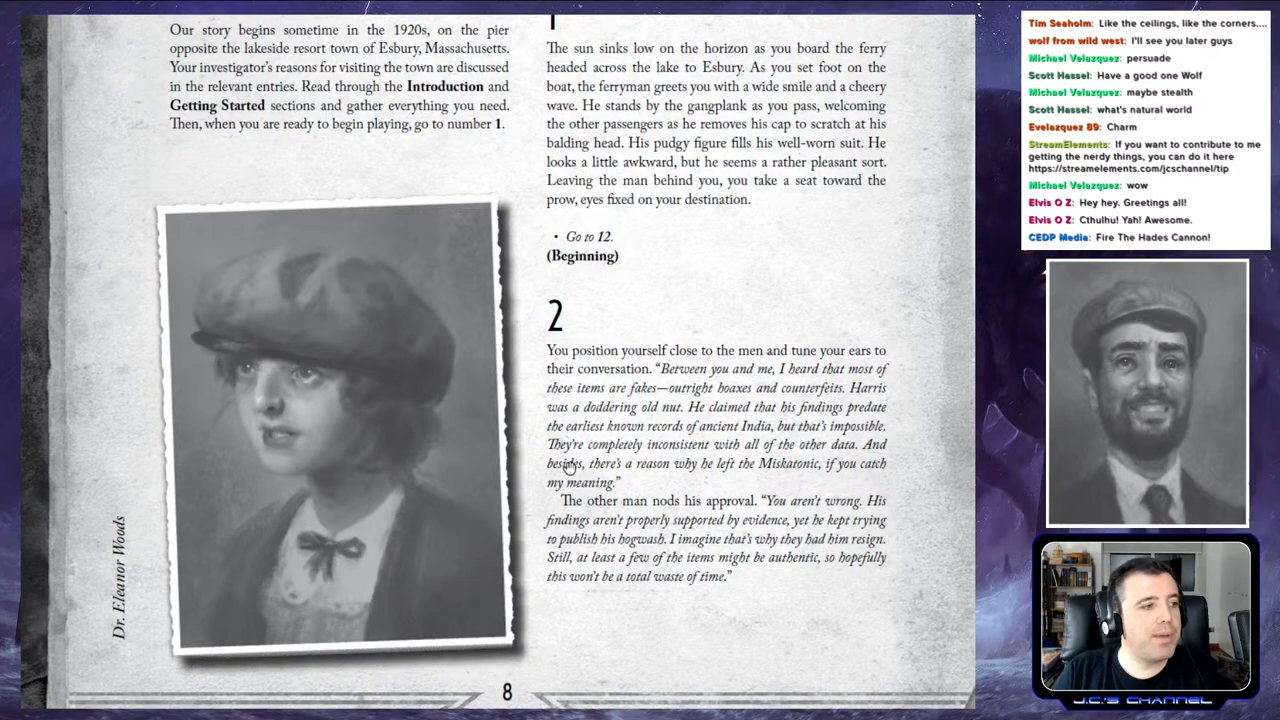 Our story begins sometime in the 1920s, on the pier
opposite the lakeside resort town of Esbury, Massachusetts.
Your investigator's reasons for visiting town are discussed
in the relevant entries. Read through the Introduction and
Getting Started sections and gather everything you need.
Then, when you are ready to begin playing, go to number 1.
Dr. Eleanor Woods
1
The sun sinks low on the horizon as you board the ferry
headed across the lake to Esbury. As you set foot on the
boat, the ferryman greets you with a wide smile and a cheery
wave. He stands by the gangplank as you pass, welcoming
the other passengers as he removes his cap to scratch at his
balding head. His pudgy figure fills his well-worn suit. He
looks a little awkward, but he seems a rather pleasant sort.
Leaving the man behind you, you take a seat toward the
prow, eyes fixed on your destination.
• Go to 12.
(Beginning)
2
You position yourself close to the men and tune your ears to
their conversation. “Between you and me, I heard that most of
these items are fakes—outright hoaxes and counterfeits. Harris
was a doddering old nut. He claimed that his findings predate
the earliest known records of ancient India, but that's impossible.
They're completely inconsistent with all of the other data. And
besides, there's a reason why he left the Miskatonic, if you catch
my meaning.”
The other man nods his approval. “You aren't wrong. His
findings aren't properly supported by evidence, yet he kept trying
to publish his hogwash. I imagine that's why they had him resign.
Still, at least a few of the items might be authentic, so hopefully
this won't be a total waste of time.”
8
Tim Seaholm: Like the ceilings, like the corners....
wolf from wild west: I'll see you later guys
Michael Velazquez: persuade
Scott Hassel: Have a good one Wolf
Michael Velazquez: maybe stealth
Scott Hassel: what's natural world
Evelazquez 89: Charm
StreamElements: If you want to contribute to me
getting the nerdy things, you can do it here
https://streamelements.com/jcschannel/tip
Michael Velazquez: wow
Elvis O Z: Hey hey. Greetings all!
Elvis O Z: Cthulhu! Yah! Awesome.
CEDP Media: Fire The Hades Cannon!
J.C.'S CHANNEL